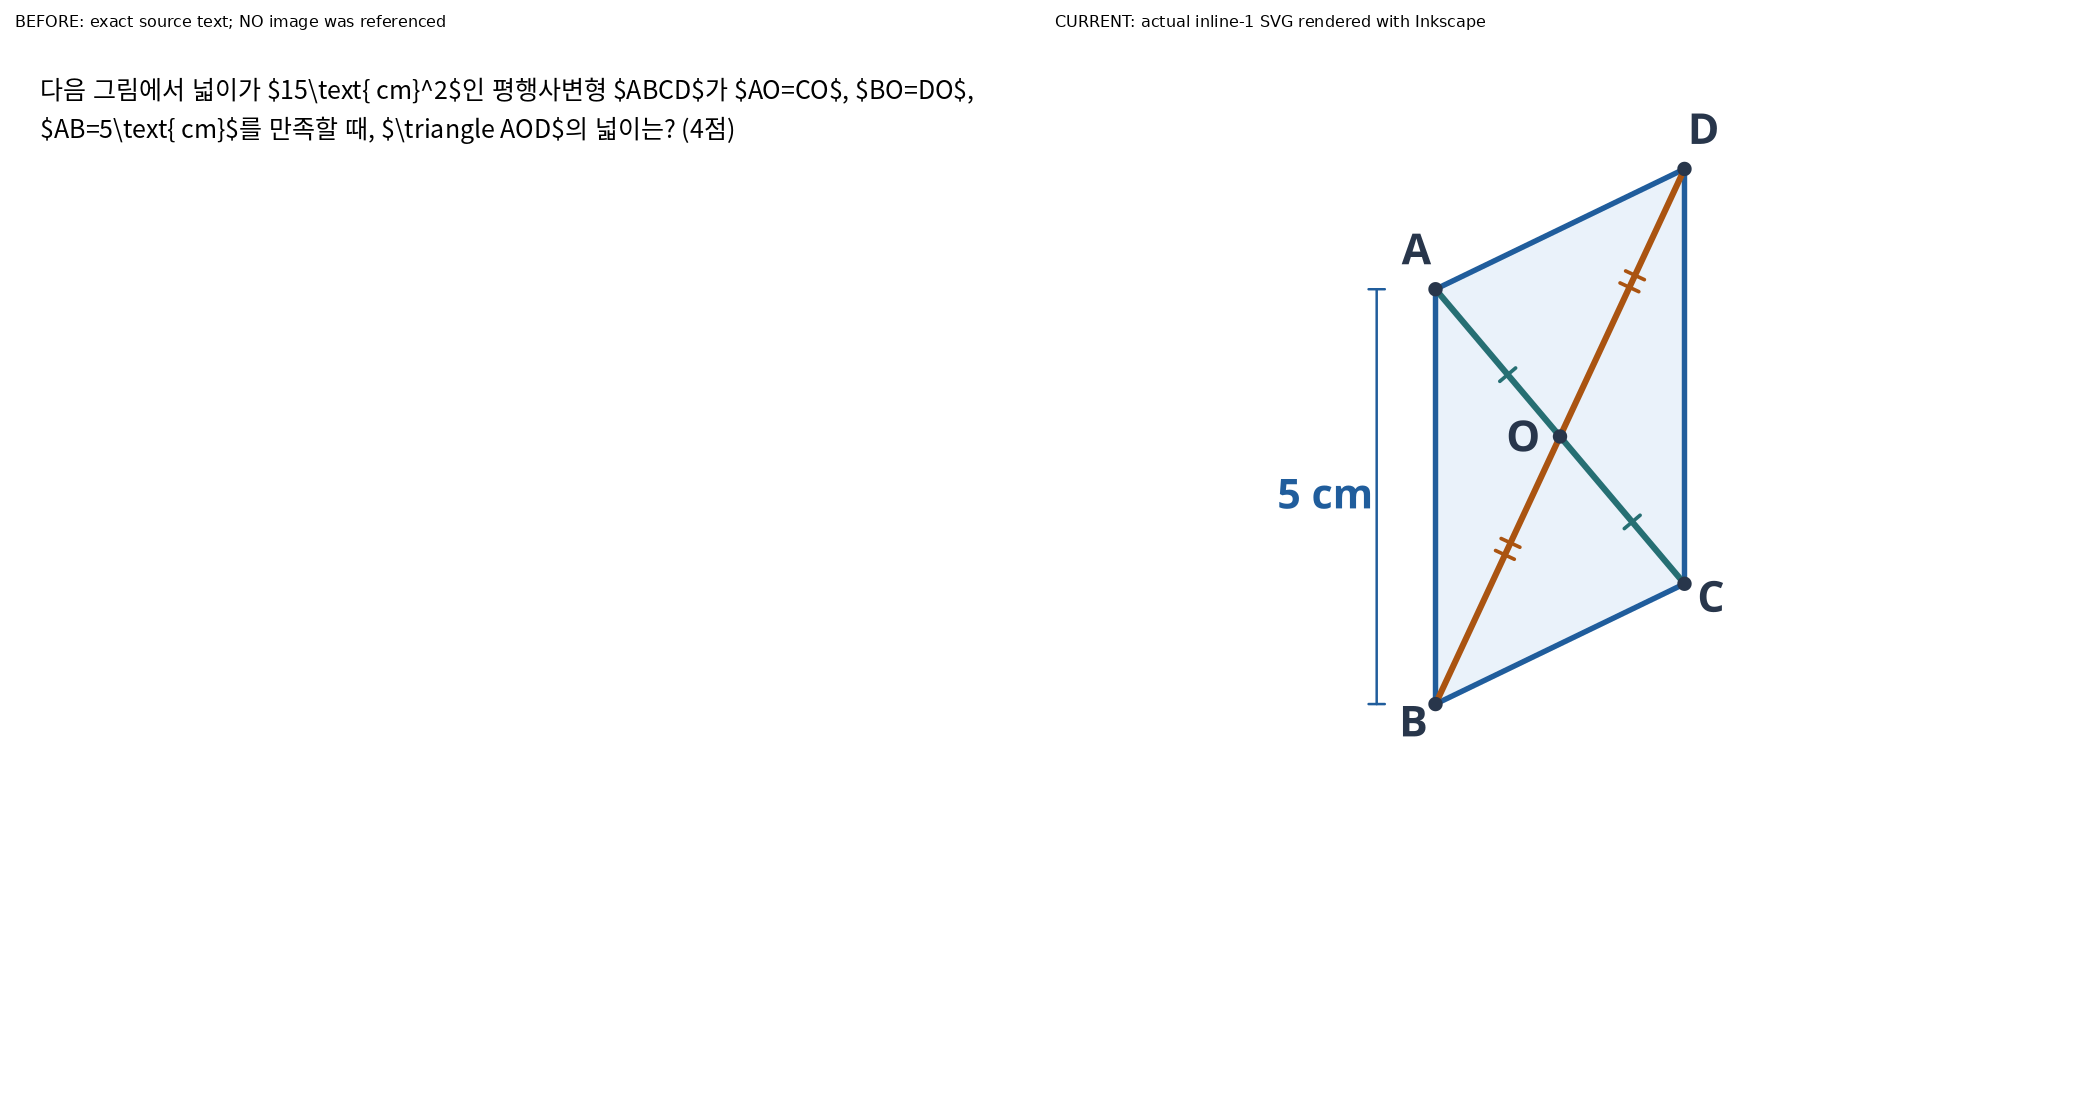 BEFORE: exact source text; NO image was referenced
다음 그림에서 넓이가 $15\text{ cm}^2$인 평행사변형 $ABCD$가 $AO=CO$, $BO=DO$,
$AB=5\text{ cm}$를 만족할 때, $\triangle AOD$의 넓이는? (4점)
CURRENT: actual inline-1 SVG rendered with Inkscape
D
A
O
5 cm
C
B